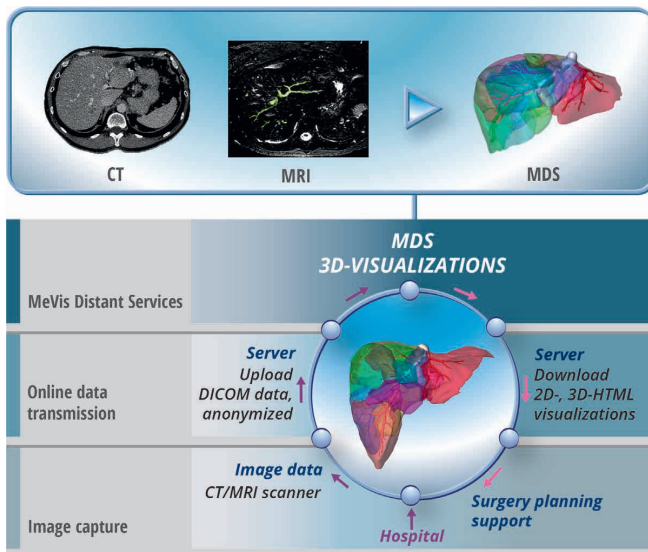 CT
MRI
MDS
MDS
3D-VISUALIZATIONS
MeVis Distant Services
Online data
transmission
Server
Upload
DICOM data,
anonymized
Server
Download
2D-, 3D-HTML
visualizations
Image capture
Image data
CT/MRI scanner
Hospital
Surgery planning
support